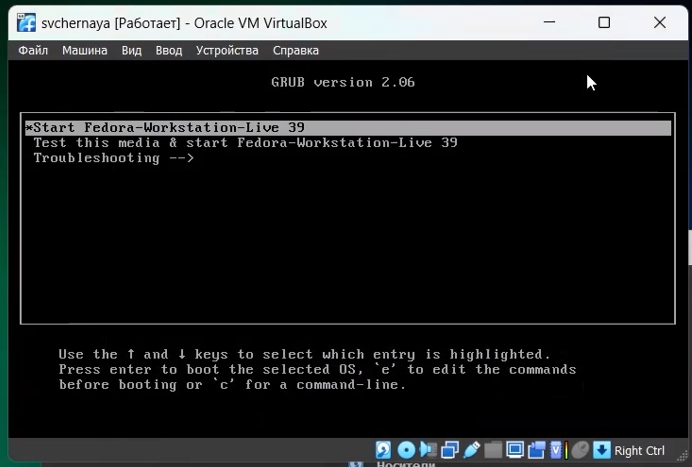 svchernaya [Работает] - Oracle VM VirtualBox
Файл Машина Вид Ввод Устройства Справка
GRUB version 2.06
*Start Fedora-Workstation-Live 39
Test this media & start Fedora-Workstation-Live 39
Troubleshooting -->
Use the ↑ and ↓ keys to select which entry is highlighted.
Press enter to boot the selected OS, `e' to edit the commands
before booting or `c' for a command-line.
Right Ctrl
Носители